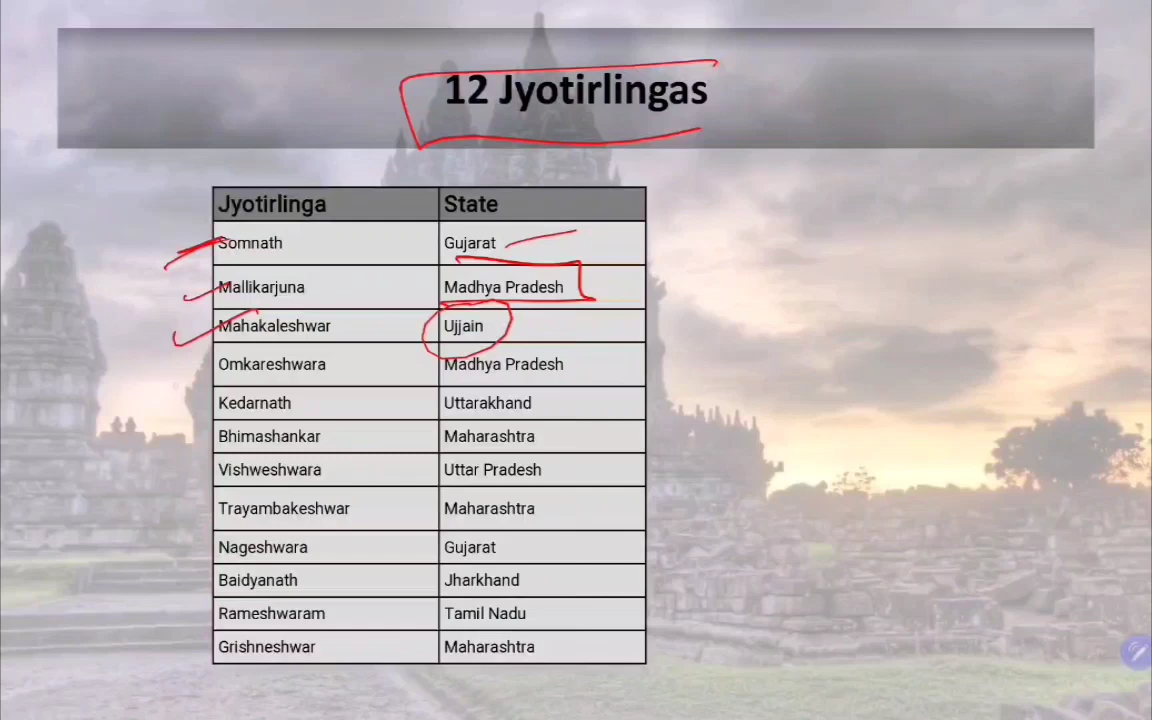 12 Jyotirlingas
Jyotirlinga State
Somnath Gujarat
Mallikarjuna Madhya Pradesh
Mahakaleshwar Ujjain
Omkareshwara Madhya Pradesh
Kedarnath Uttarakhand
Bhimashankar Maharashtra
Vishweshwara Uttar Pradesh
Trayambakeshwar Maharashtra
Nageshwara Gujarat
Baidyanath Jharkhand
Rameshwaram Tamil Nadu
Grishneshwar Maharashtra